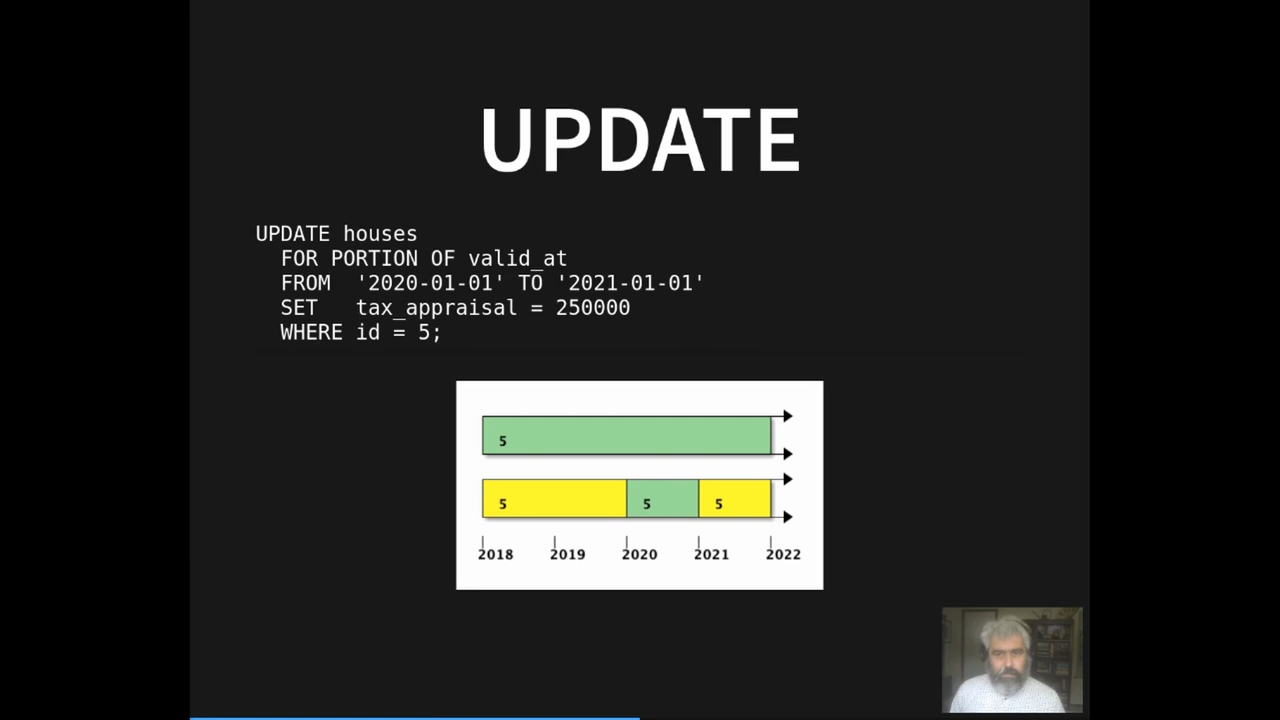 UPDATE
UPDATE houses
FOR PORTION OF valid_at
FROM '2020-01-01' TO '2021-01-01'
SET tax_appraisal = 250000
WHERE id = 5;
5
5 5 5
2018 2019 2020 2021 2022